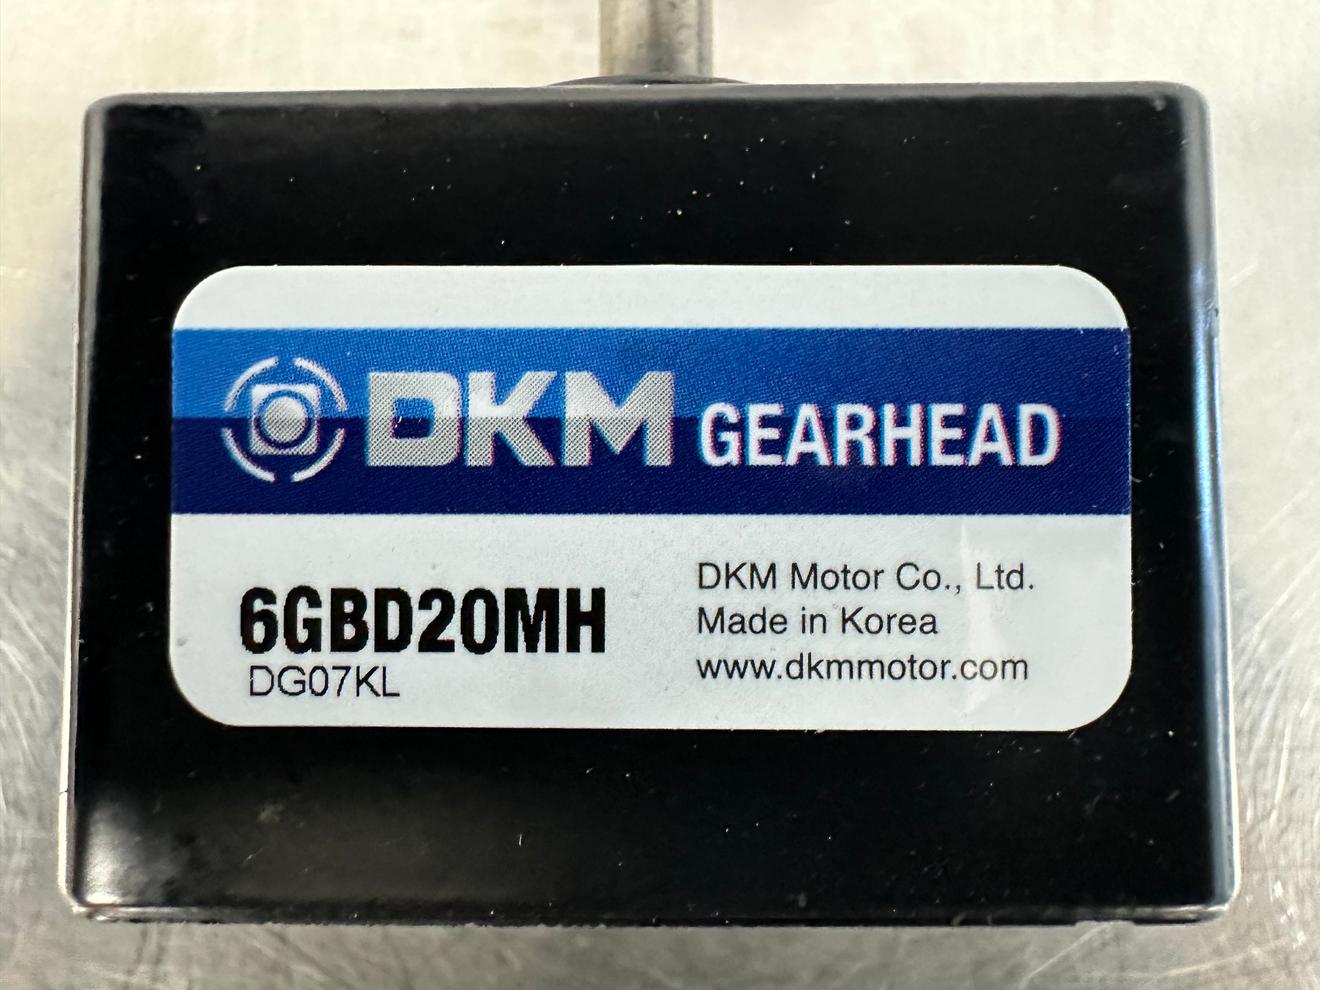 DKM GEARHEAD
6GBD20MH
DG07KL
DKM Motor Co., Ltd.
Made in Korea
www.dkmmotor.com